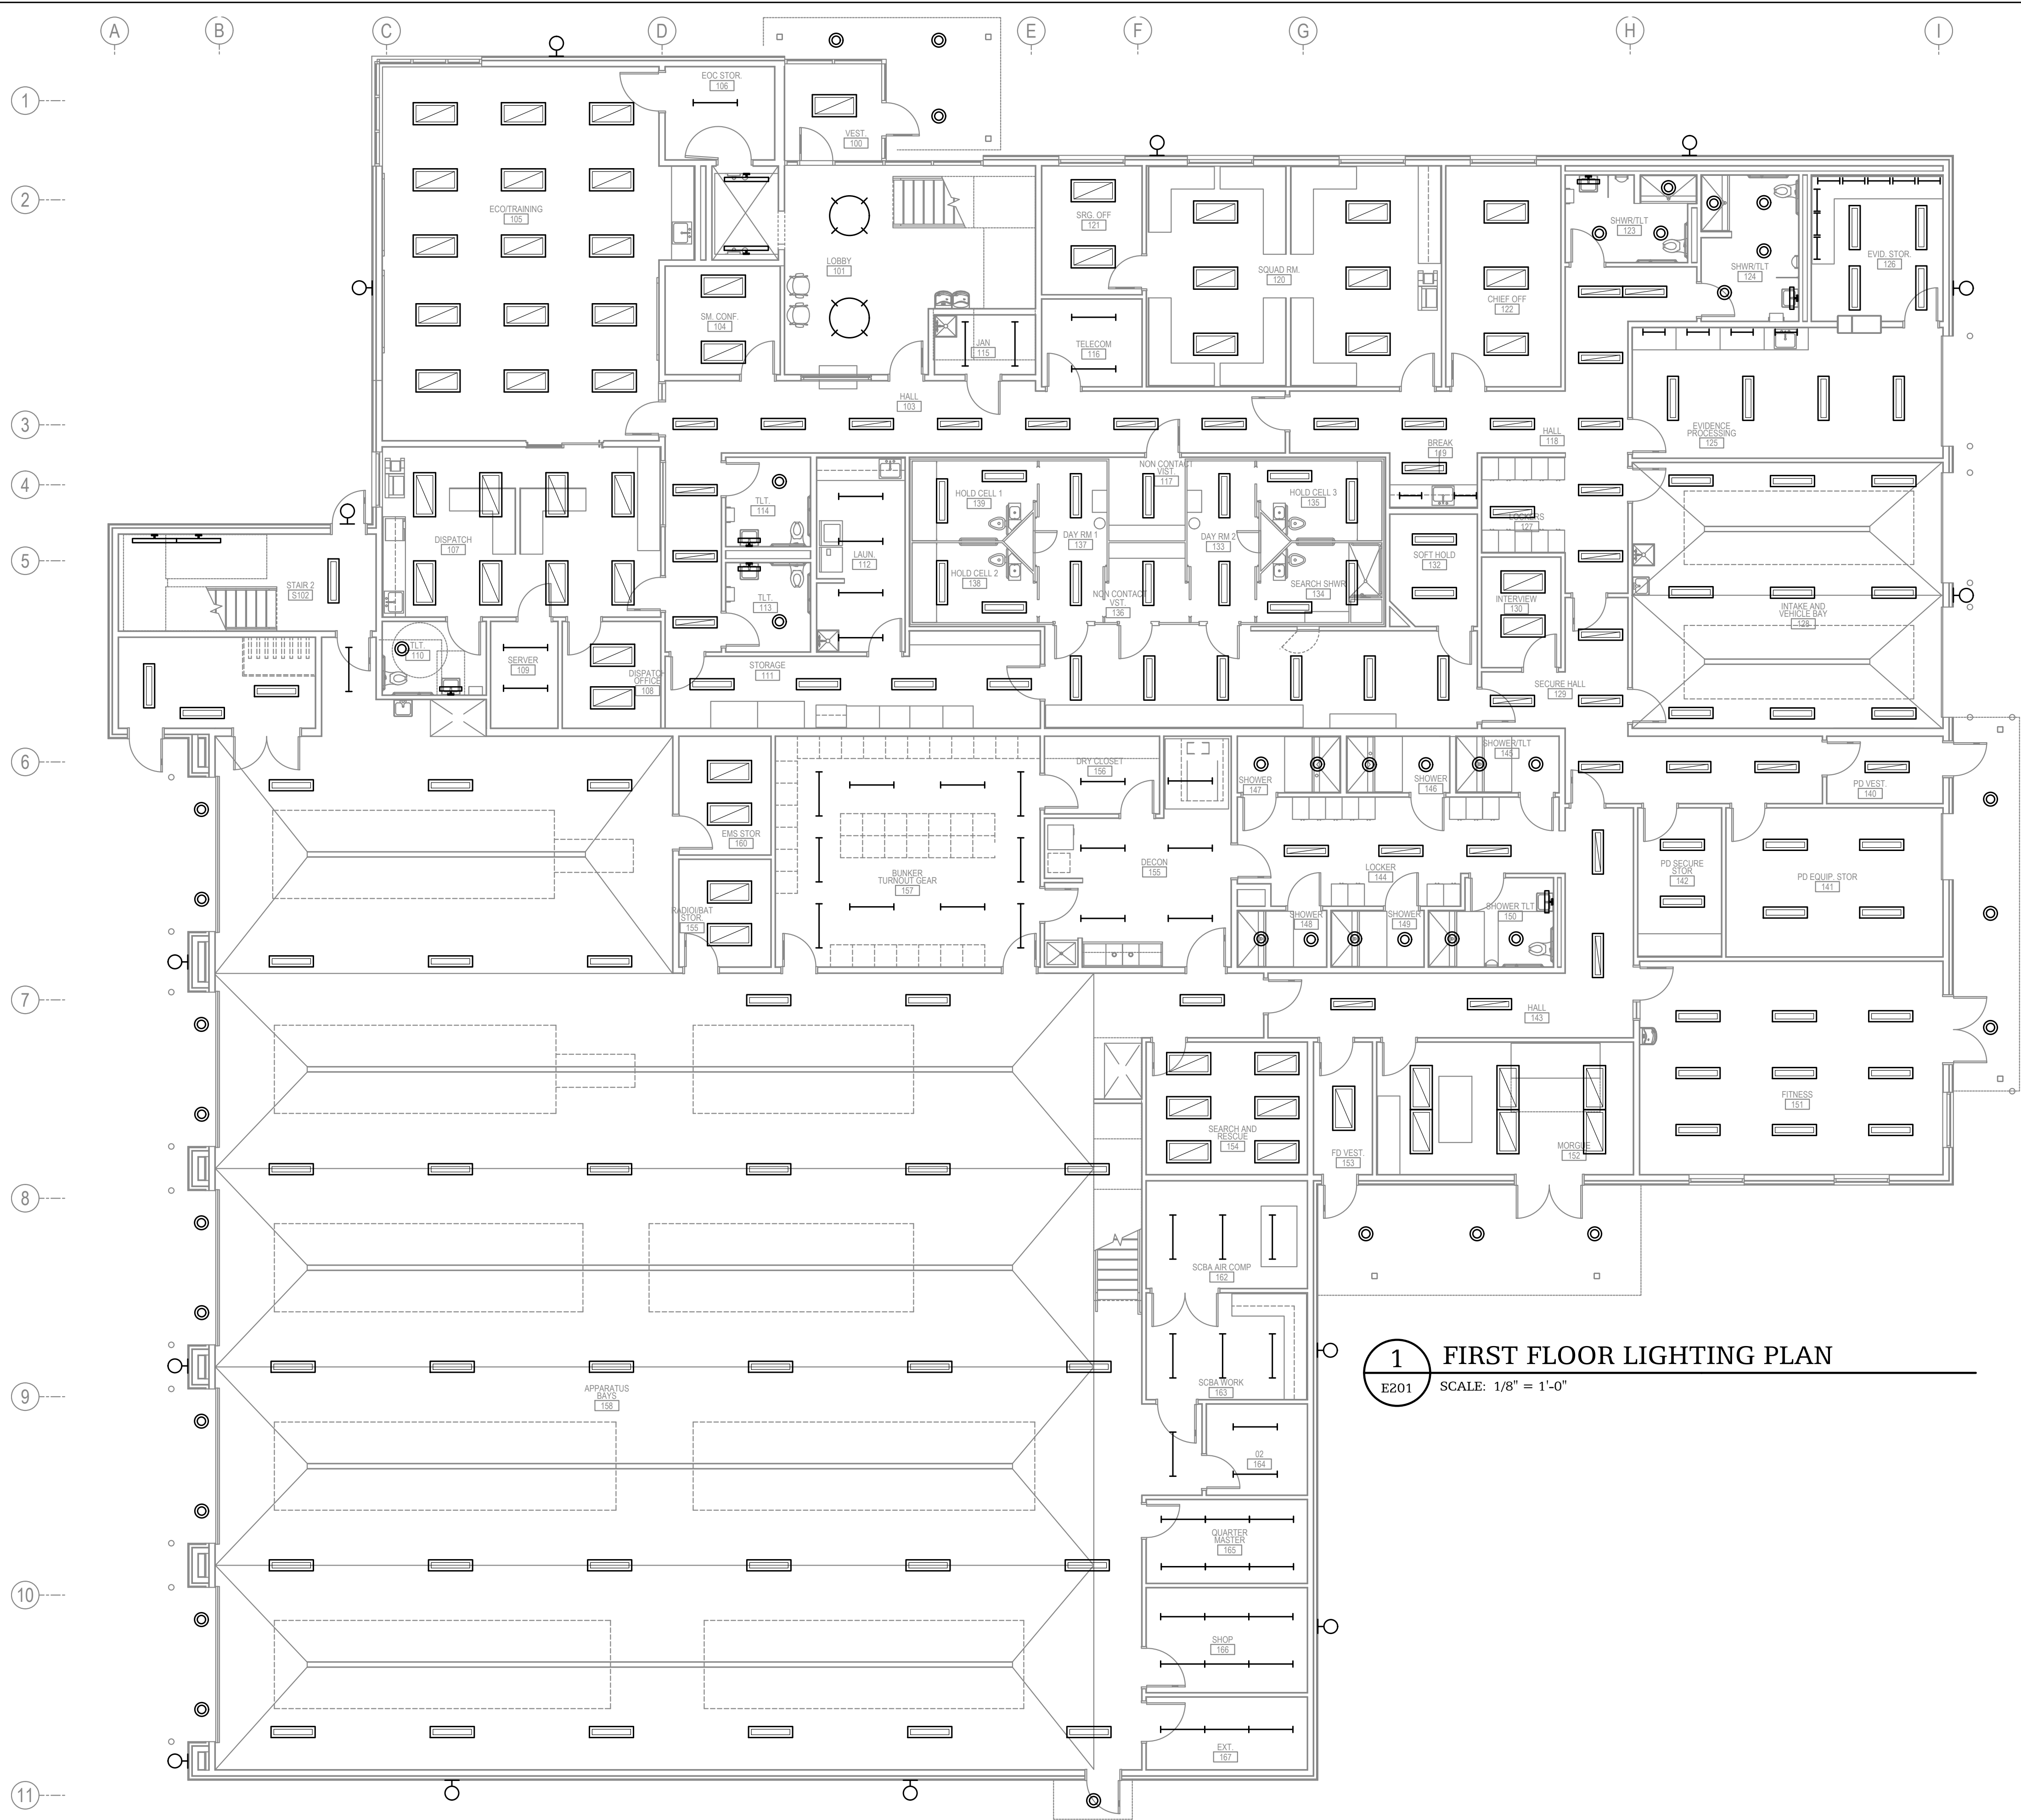 A
B
C
D
E
F
G
H
I
1
2
3
4
5
6
7
8
9
10
11
EOC STOR.
106
VEST.
100
ECO/TRAINING
105
LOBBY
101
SM. CONF.
104
JAN
115
SRG. OFF
121
TELECOM
116
SQUAD RM.
120
CHIEF OFF
122
SHWR/TLT
123
SHWR/TLT
124
EVID. STOR.
126
HALL
103
BREAK
119
HALL
118
EVIDENCE
PROCESSING
125
DISPATCH
107
TLT.
114
LAUN.
112
TLT.
113
HOLD CELL 1
139
HOLD CELL 2
138
DAY RM 1
137
NON CONTACT
VIST.
117
NON CONTACT
VST.
136
DAY RM 2
133
HOLD CELL 3
135
SEARCH SHWR
134
SOFT HOLD
132
LOCKERS
127
INTERVIEW
130
INTAKE AND
VEHICLE BAY
128
STAIR 2
S102
TLT.
110
SERVER
109
DISPATCH
OFFICE
108
STORAGE
111
SECURE HALL
129
DRY CLOSET
156
SHOWER
147
SHOWER
146
SHOWER/TLT
145
PD VEST.
140
EMS STOR
160
RADIOI/BAT
STOR.
155
BUNKER
TURNOUT GEAR
157
DECON
155
LOCKER
144
SHOWER
148
SHOWER
149
SHOWER TLT
150
PD SECURE
STOR
142
PD EQUIP. STOR
141
HALL
143
SEARCH AND
RESCUE
154
FD VEST.
153
MORGUE
152
FITNESS
151
SCBA AIR COMP
162
SCBA WORK
163
APPARATUS
BAYS
158
02
164
QUARTER
MASTER
165
SHOP
166
EXT.
167
1
E201
FIRST FLOOR LIGHTING PLAN
SCALE: 1/8" = 1'-0"